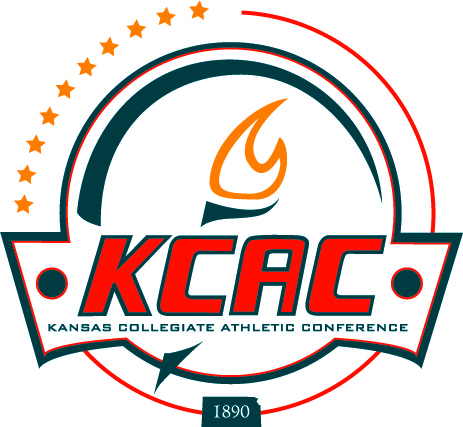 KCAC
KANSAS COLLEGIATE ATHLETIC CONFERENCE
1890